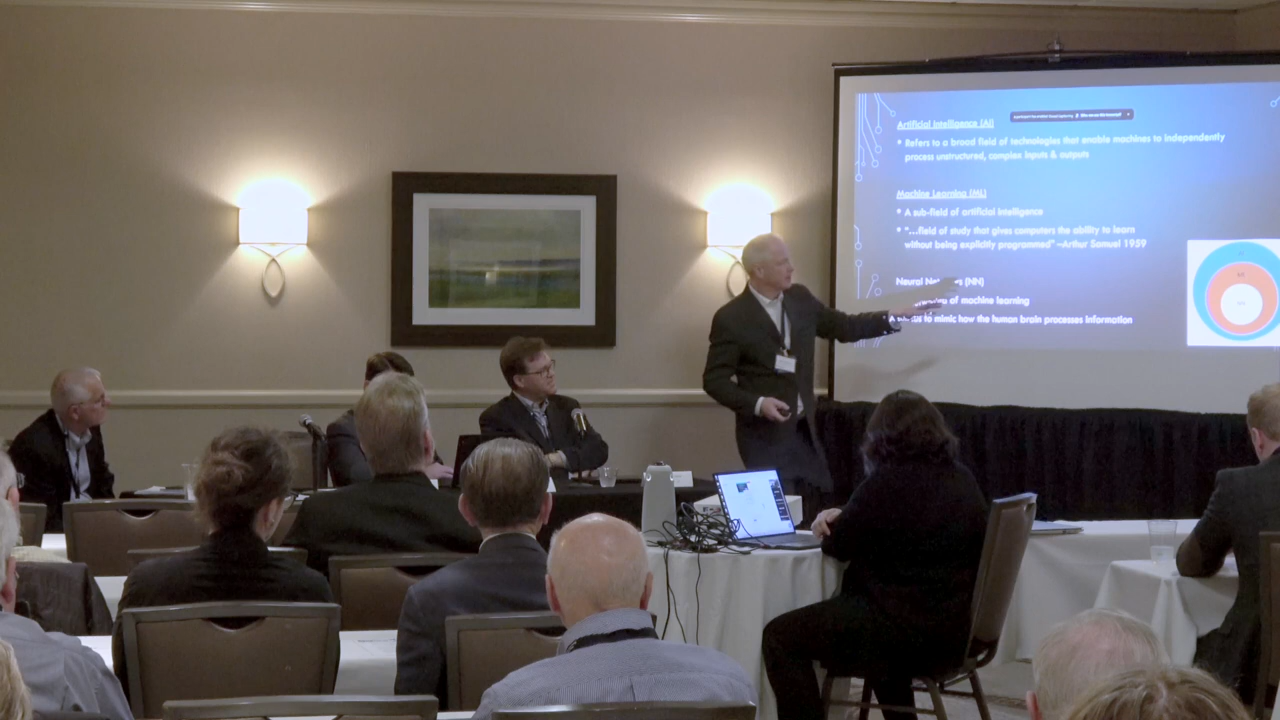 Artificial Intelligence (AI)
• Refers to a broad field of technologies that enable machines to independently
process unstructured, complex inputs & outputs
Machine Learning (ML)
• A sub-field of artificial intelligence
• "...field of study that gives computers the ability to learn
without being explicitly programmed" –Arthur Samuel 1959
Neural (NN)
of machine learning
to mimic how the human brain processes information